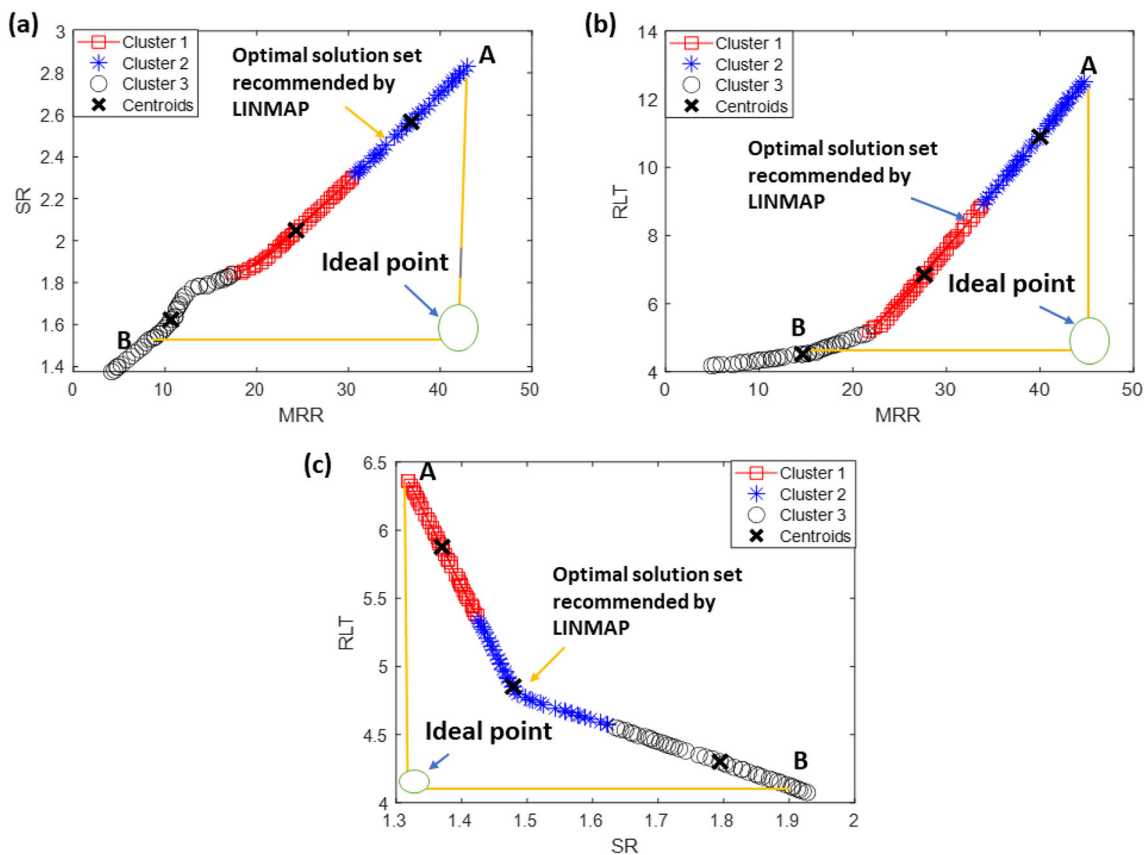 (a)
3
2.8
2.6
2.4
2.2
2
1.8
1.6
1.4
SR
Cluster 1
Cluster 2
Cluster 3
Centroids
Optimal solution set
recommended by
LINMAP
A
Ideal point
B
0 10 20 30 40 50
MRR
(b)
14
12
10
8
6
4
RLT
Cluster 1
Cluster 2
Cluster 3
Centroids
A
Optimal solution set
recommended by
LINMAP
Ideal point
B
0 10 20 30 40 50
MRR
(c)
6.5
6
5.5
5
4.5
4
RLT
A
Cluster 1
Cluster 2
Cluster 3
Centroids
Optimal solution set
recommended by
LINMAP
Ideal point
B
1.3 1.4 1.5 1.6 1.7 1.8 1.9 2
SR